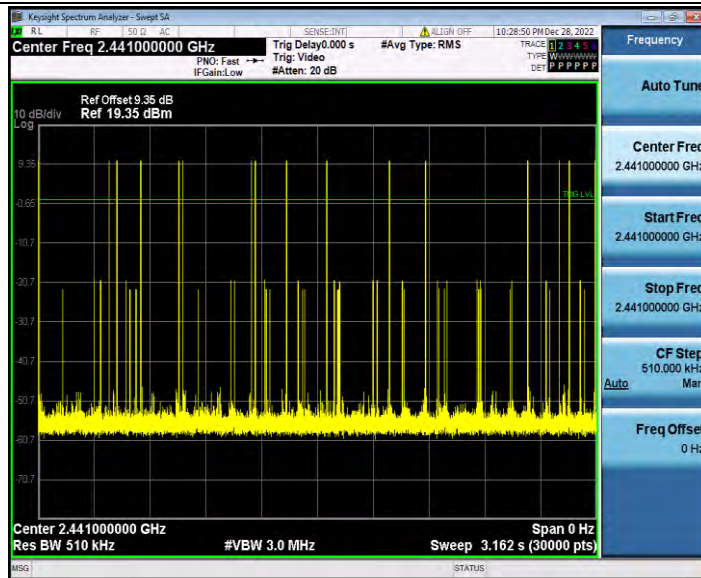 Keysight Spectrum Analyzer - Swept SA
RL RF 50 Ω AC SENSE:INT ALIGN OFF 10:28:50 PM Dec 28, 2022
Center Freq 2.441000000 GHz
Trig Delay0.000 s #Avg Type: RMS
TRACE 1 2 3 4 5 6
PNO: Fast Trig: Video
TYPE WWWWWW
IFGain:Low #Atten: 20 dB
DET P P P P P P
Ref Offset 9.35 dB
10 dB/div Ref 19.35 dBm
Log
9.35
TRIG LVL
-0.65
-10.7
-20.7
-30.7
-40.7
-50.7
-60.7
-70.7
Center 2.441000000 GHz Span 0 Hz
Res BW 510 kHz #VBW 3.0 MHz Sweep 3.162 s (30000 pts)
MSG STATUS
Frequency
Auto Tune
Center Freq
2.441000000 GHz
Start Freq
2.441000000 GHz
Stop Freq
2.441000000 GHz
CF Step
510.000 kHz
Auto Man
Freq Offset
0 Hz